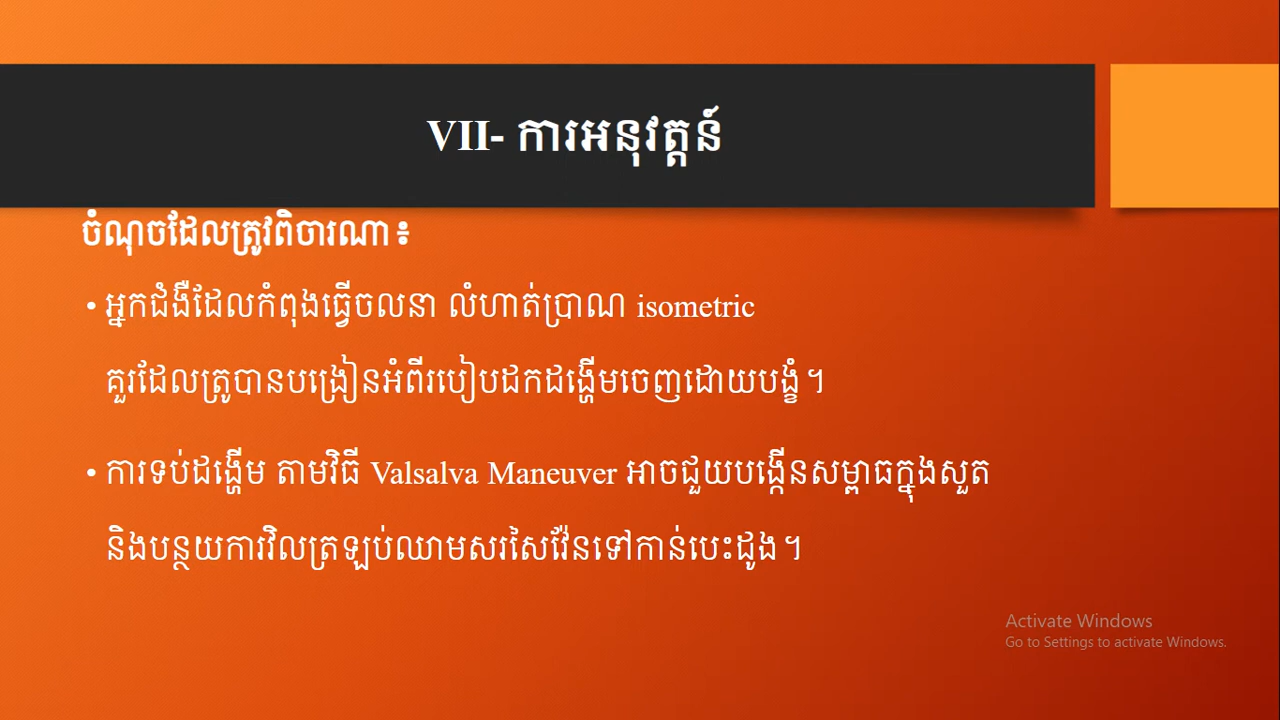 VII- ការអនុវត្តន៍
ចំណុចដែលត្រូវពិចារណា៖
• អ្នកជំងឺដែលកំពុងធ្វើចលនា លំហាត់ប្រាណ isometric
គួរដែលត្រូបានបង្រៀនអំពីរបៀបដកដង្ហើមចេញដោយបង្ខំ។
• ការទប់ដង្ហើម តាមវិធី Valsalva Maneuver អាចជួយបង្កើនសម្ពាធក្នុងសួត
និងបន្ថយការវិលត្រឡប់ឈាមសរសៃវ៉ែនទៅកាន់បេះដូង។
Activate Windows
Go to Settings to activate Windows.